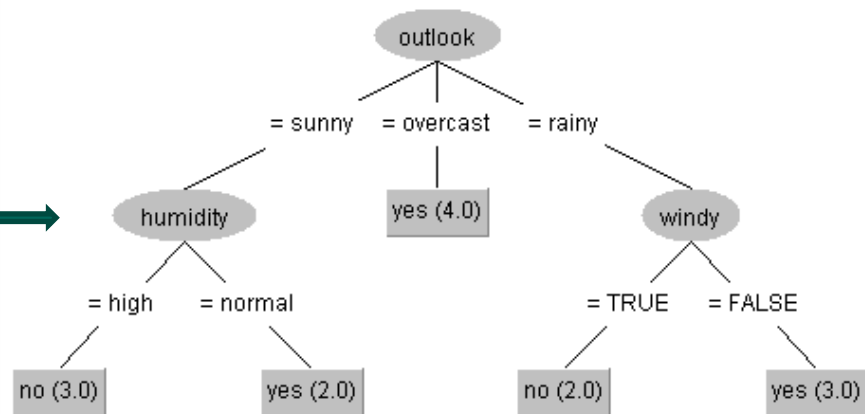 outlook
= sunny = overcast = rainy
humidity yes (4.0) windy
= high = normal = TRUE = FALSE
no (3.0) yes (2.0) no (2.0) yes (3.0)